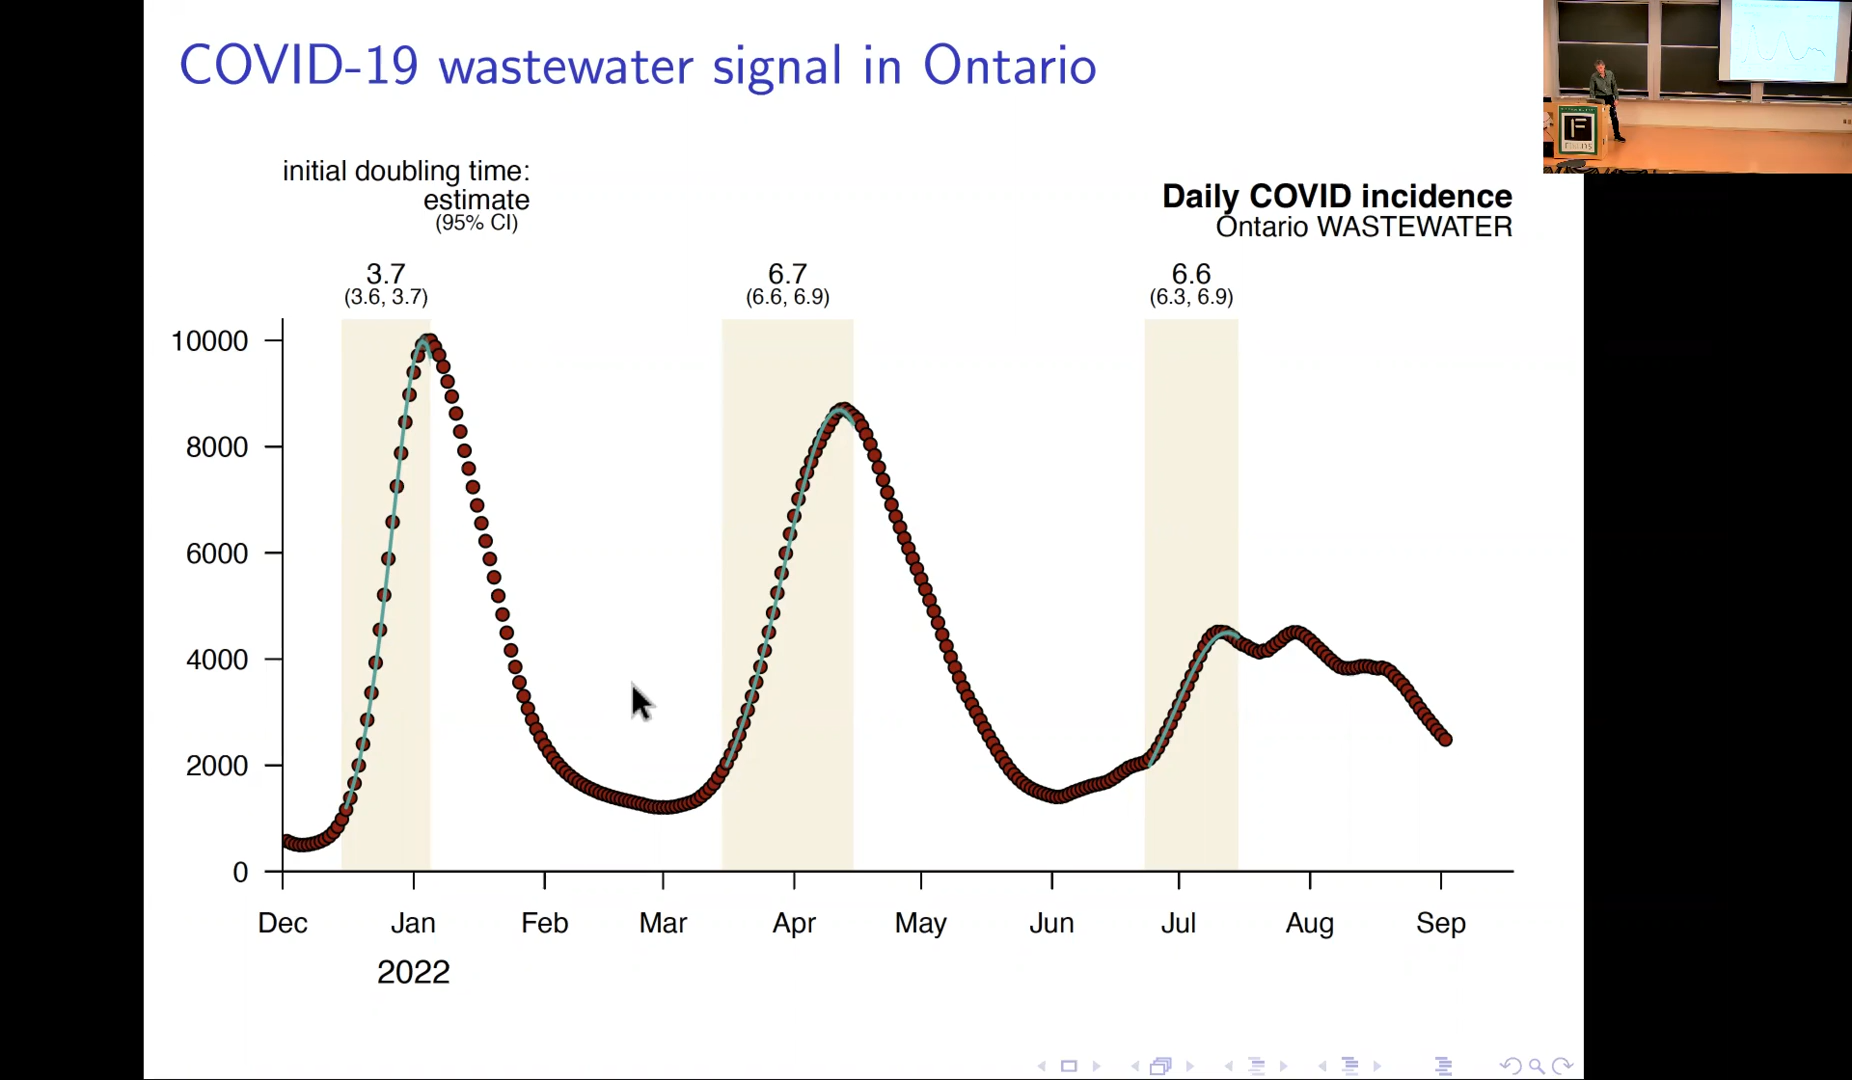 COVID-19 wastewater signal in Ontario
initial doubling time:
estimate
(95% CI)
Daily COVID incidence
Ontario WASTEWATER
3.7
(3.6, 3.7)
6.7
(6.6, 6.9)
6.6
(6.3, 6.9)
10000
8000
6000
4000
2000
0
Dec Jan Feb Mar Apr May Jun Jul Aug Sep
2022
F